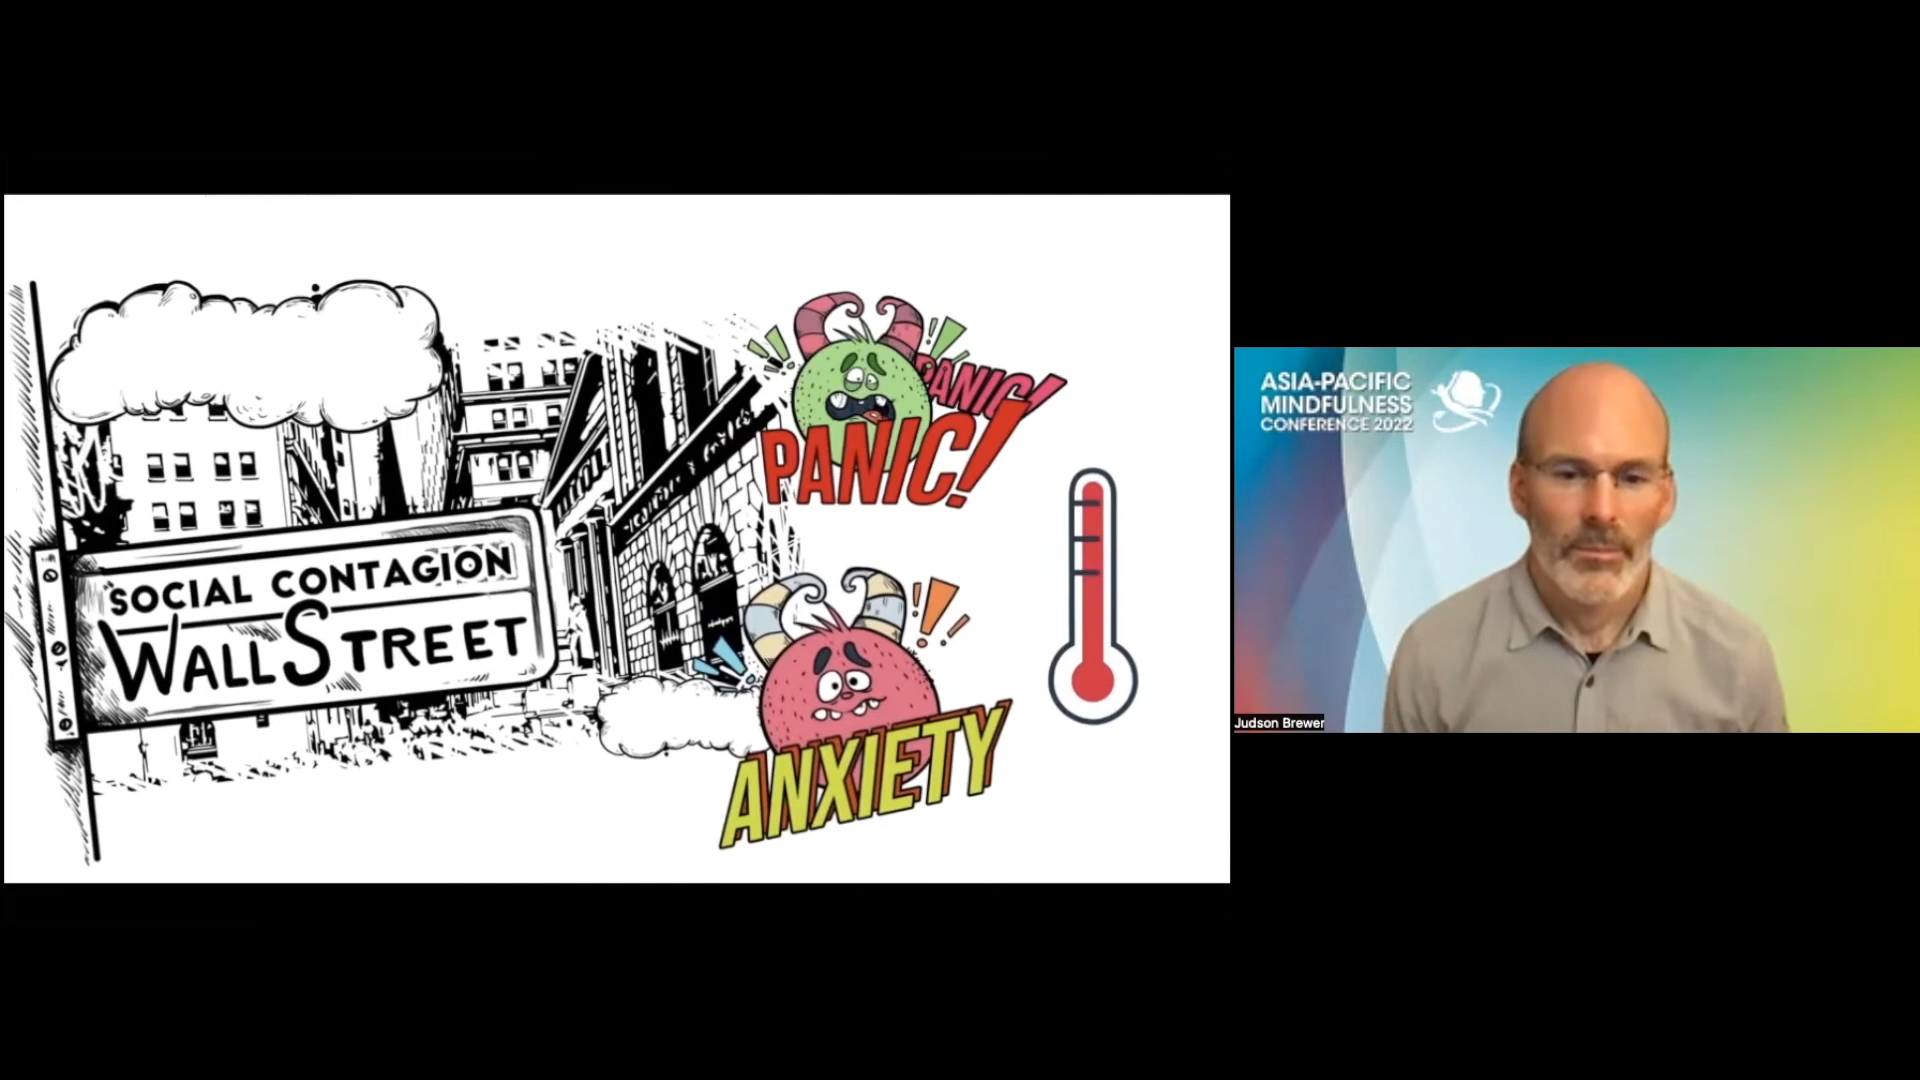 SOCIAL CONTAGION
WALL STREET
PANIC!
PANIC!
ANXIETY
ASIA-PACIFIC
MINDFULNESS
CONFERENCE 2022
Judson Brewer